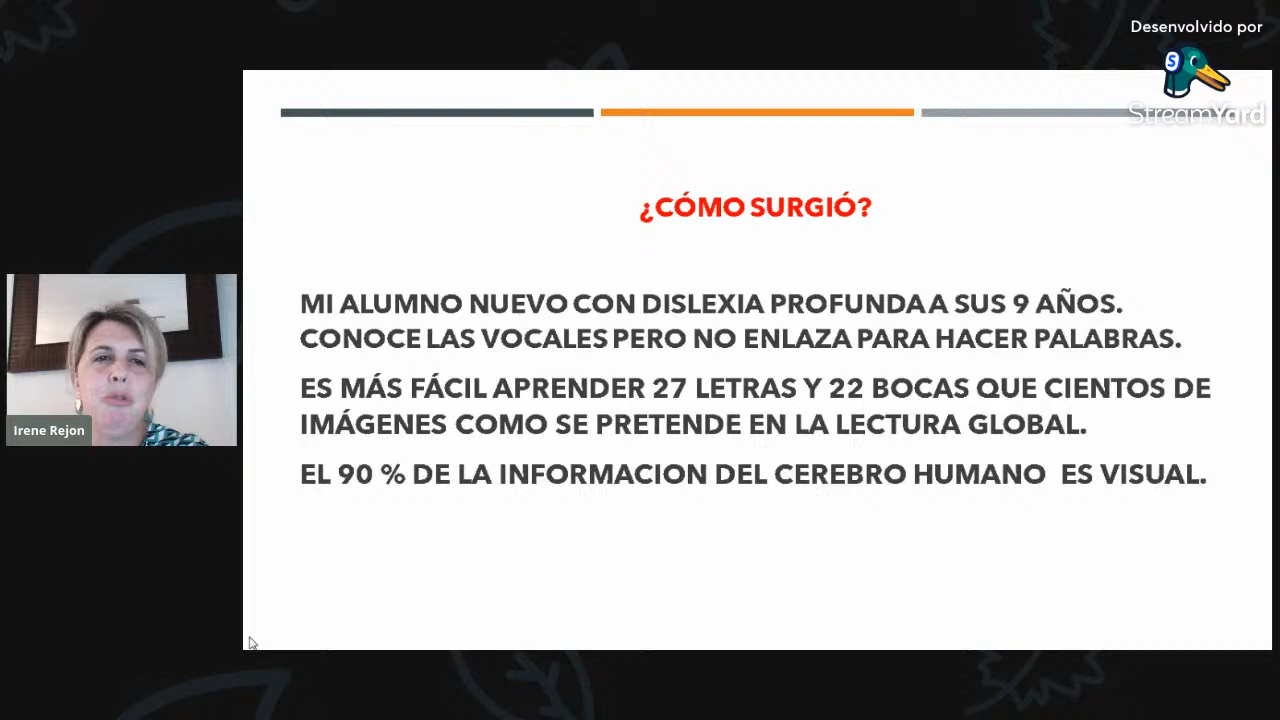 Desenvolvido por
StreamYard
¿CÓMO SURGIÓ?
MI ALUMNO NUEVO CON DISLEXIA PROFUNDA A SUS 9 AÑOS.
CONOCE LAS VOCALES PERO NO ENLAZA PARA HACER PALABRAS.
ES MÁS FÁCIL APRENDER 27 LETRAS Y 22 BOCAS QUE CIENTOS DE
IMÁGENES COMO SE PRETENDE EN LA LECTURA GLOBAL.
EL 90 % DE LA INFORMACION DEL CEREBRO HUMANO ES VISUAL.
Irene Rejon